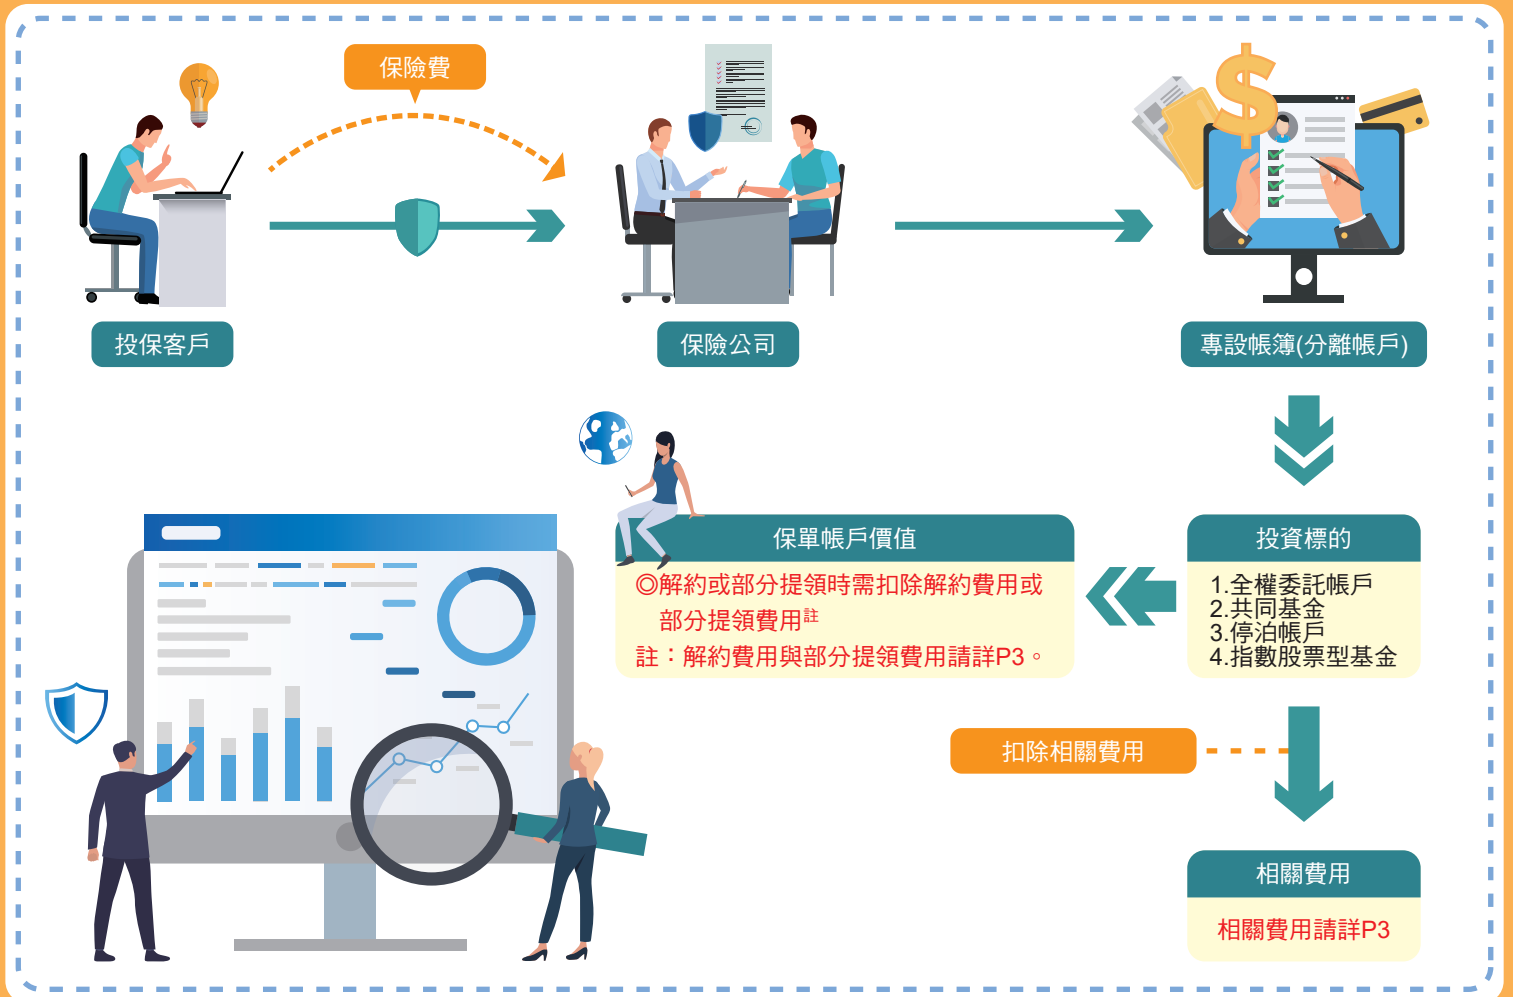 保險費
投保客戶
保險公司
專設帳簿(分離帳戶)
保單帳戶價值
◎解約或部分提領時需扣除解約費用或
部分提領費用註
註：解約費用與部分提領費用請詳P3。
投資標的
1.全權委託帳戶
2.共同基金
3.停泊帳戶
4.指數股票型基金
扣除相關費用
相關費用
相關費用請詳P3